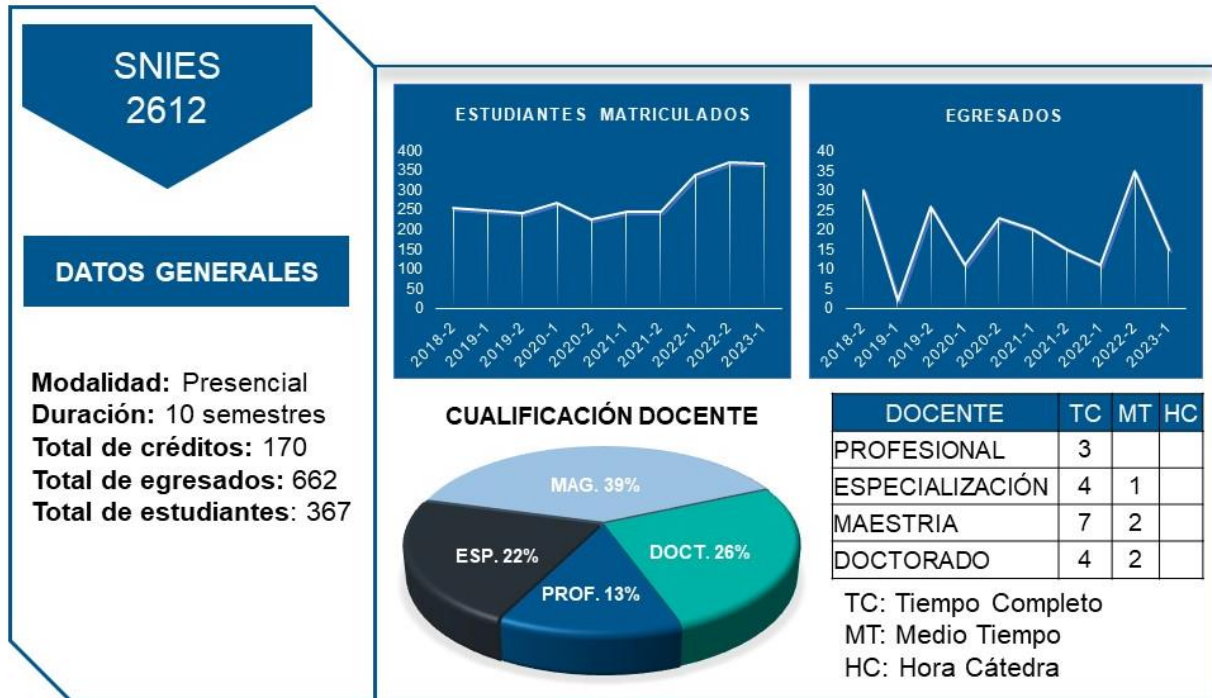 SNIES
2612
DATOS GENERALES
Modalidad: Presencial
Duración: 10 semestres
Total de créditos: 170
Total de egresados: 662
Total de estudiantes: 367
ESTUDIANTES MATRICULADOS
400
350
300
250
200
150
100
50
0
2018-2
2019-1
2019-2
2020-1
2020-2
2021-1
2021-2
2022-1
2022-2
2023-1
EGRESADOS
40
35
30
25
20
15
10
5
0
2018-2
2019-1
2019-2
2020-1
2020-2
2021-1
2021-2
2022-1
2022-2
2023-1
CUALIFICACIÓN DOCENTE
MAG. 39%
ESP. 22%
DOCT. 26%
PROF. 13%
DOCENTE TC MT HC
PROFESIONAL 3
ESPECIALIZACIÓN 4 1
MAESTRIA 7 2
DOCTORADO 4 2
TC: Tiempo Completo
MT: Medio Tiempo
HC: Hora Cátedra